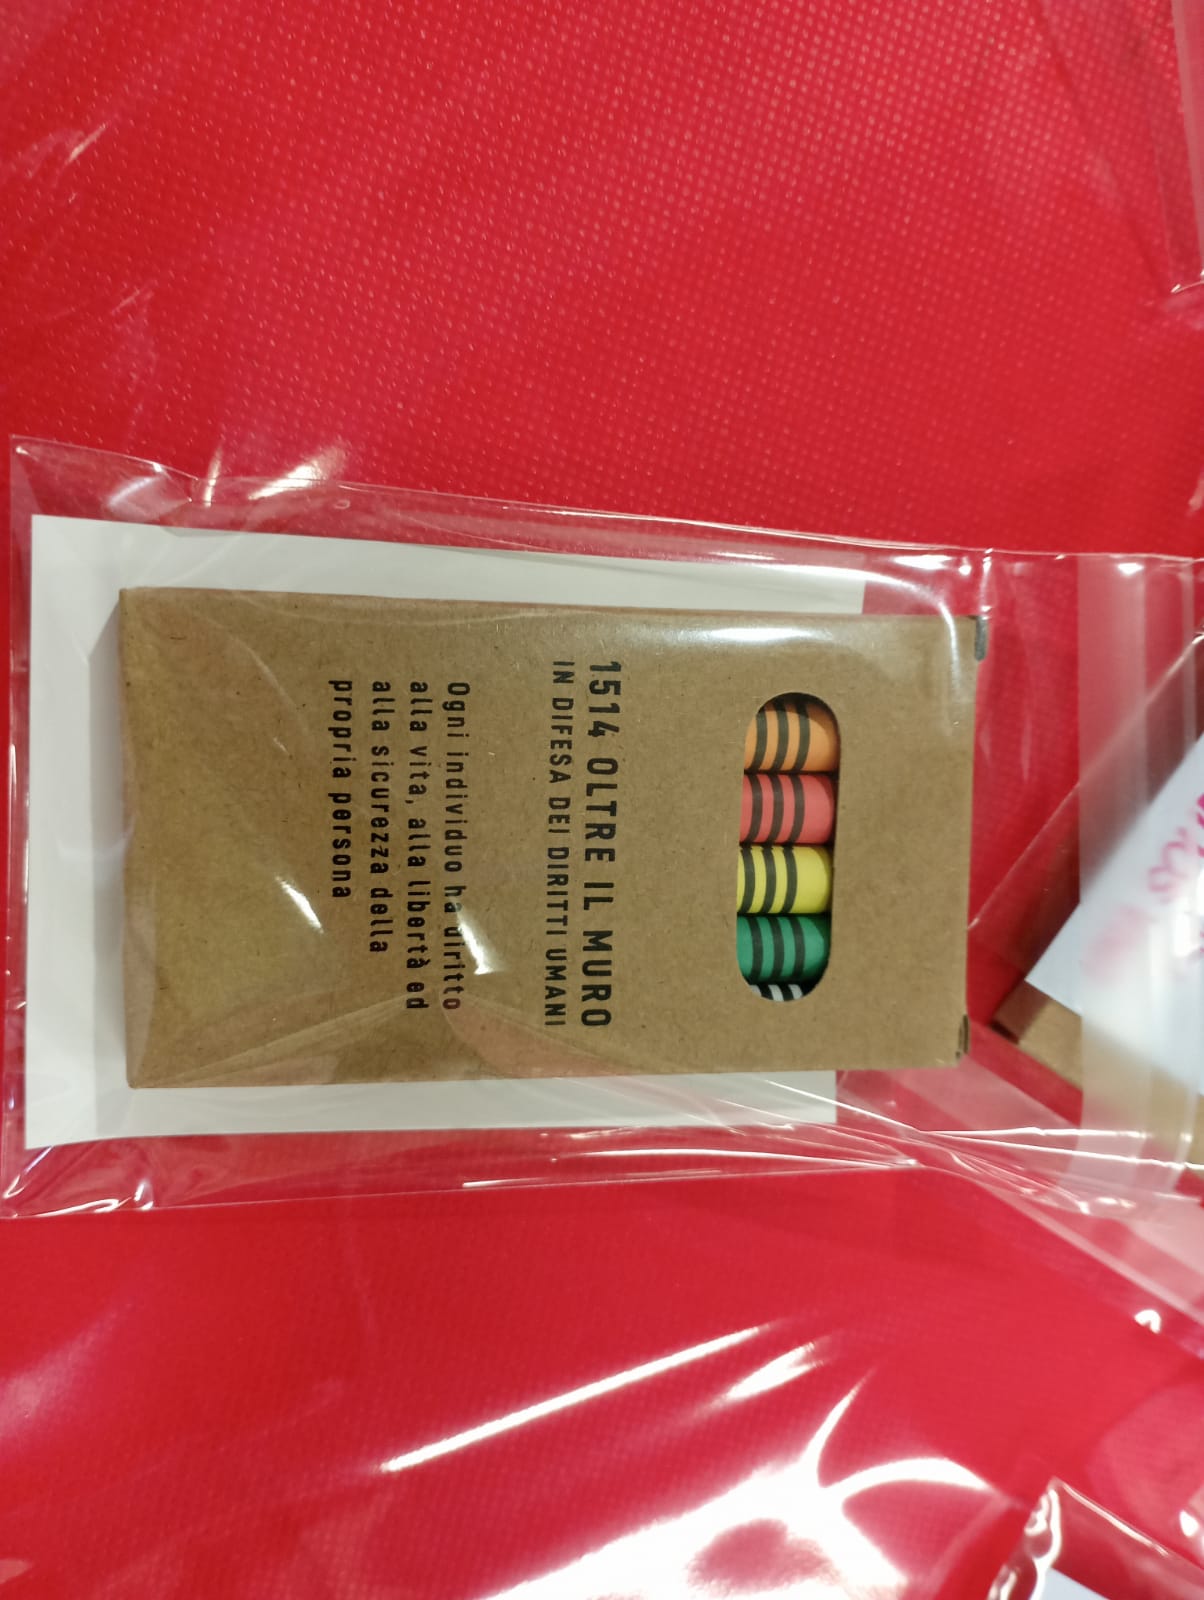 1514 OLTRE IL MURO
IN DIFESA DEI DIRITTI UMANI
Ogni individuo ha diritto
alla vita, alla libertà ed
alla sicurezza della
propria persona